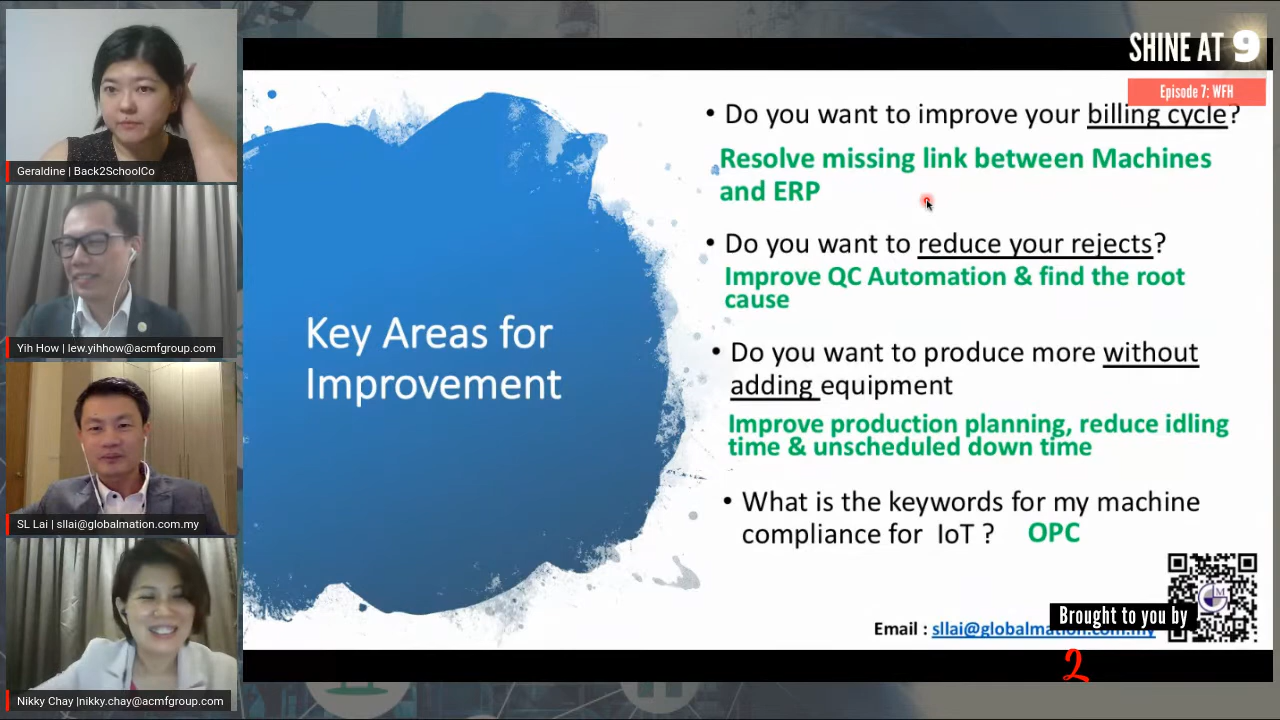 SHINE AT 9
Episode 7: WFH
Geraldine | Back2SchoolCo
Yih How | lew.yihhow@acmfgroup.com
SL Lai | sllai@globalmation.com.my
Nikky Chay |nikky.chay@acmfgroup.com
Key Areas for
Improvement
• Do you want to improve your billing cycle?
Resolve missing link between Machines
and ERP
• Do you want to reduce your rejects?
Improve QC Automation & find the root
cause
• Do you want to produce more without
adding equipment
Improve production planning, reduce idling
time & unscheduled down time
• What is the keywords for my machine
compliance for IoT ? OPC
Email : sllai@globalmation.com.my
Brought to you by
2